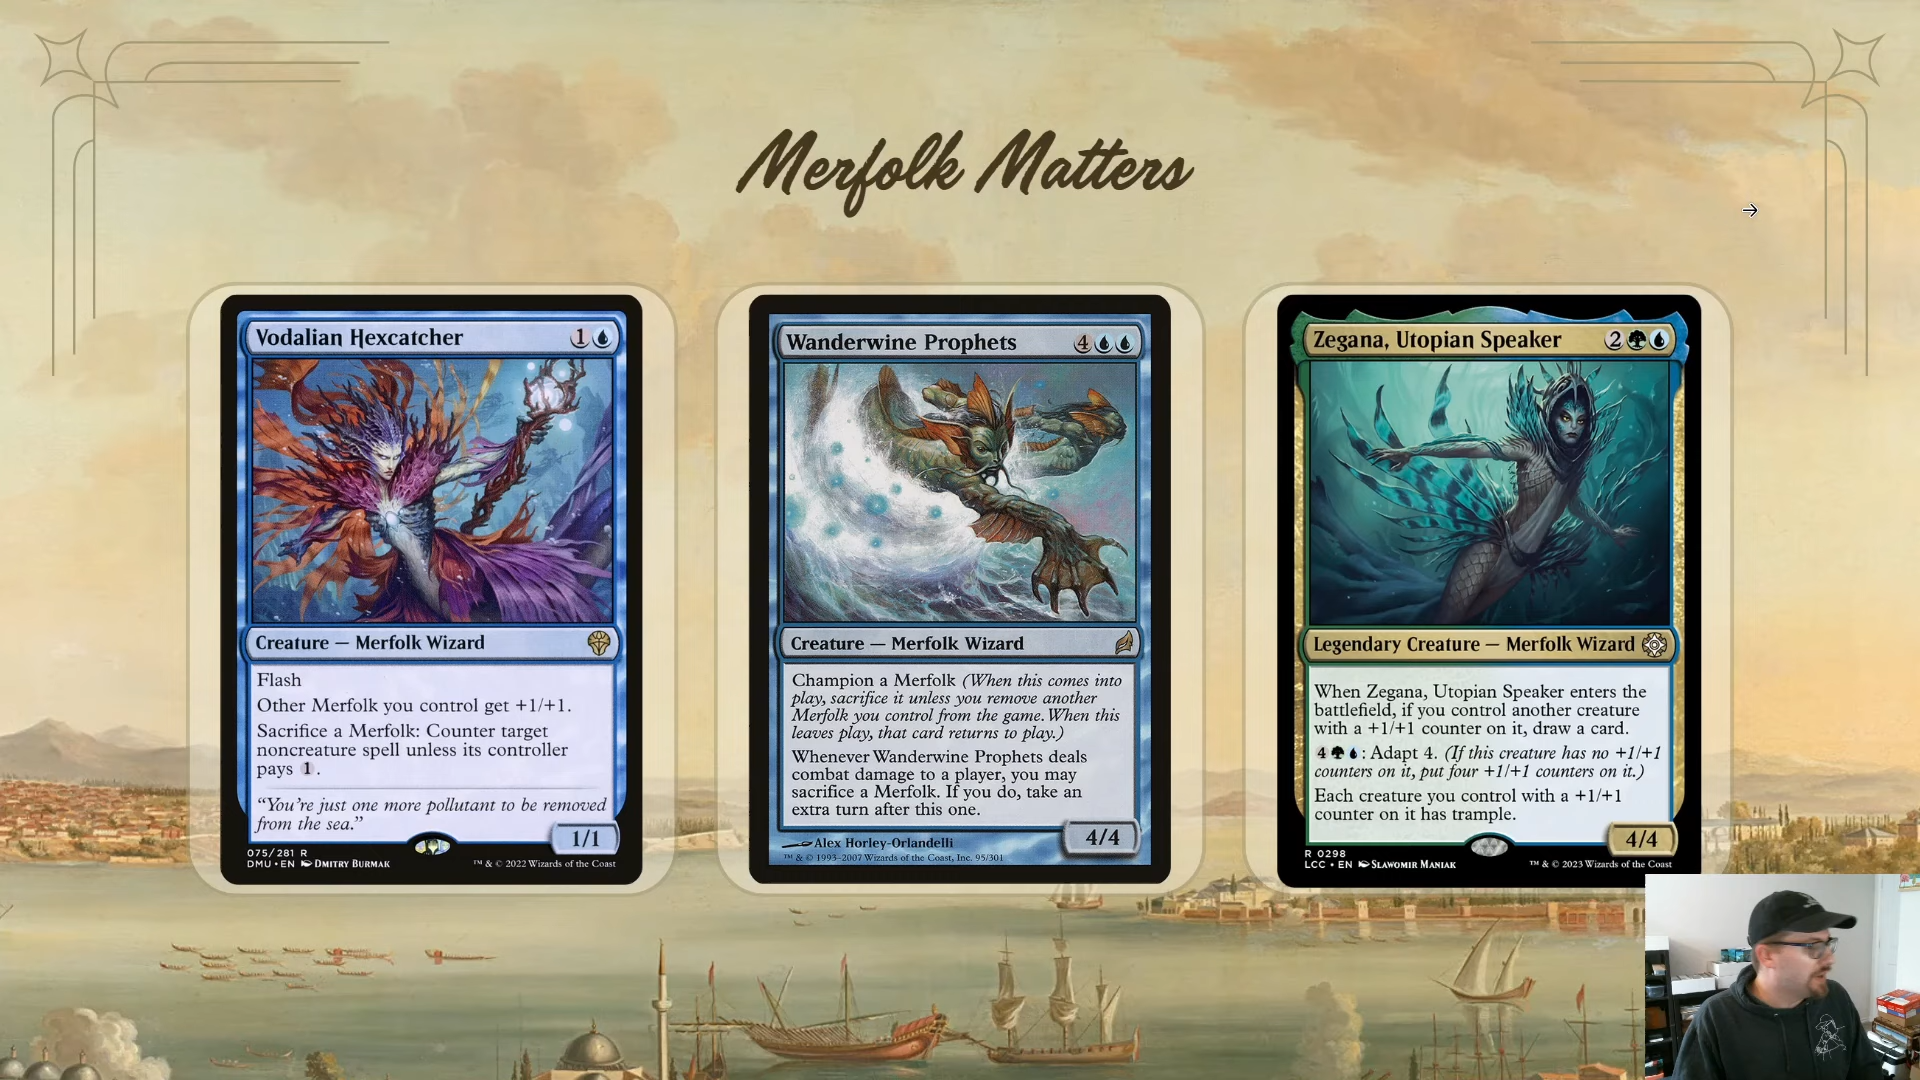 Merfolk Matters
Vodalian Hexcatcher 1
Creature — Merfolk Wizard
Flash
Other Merfolk you control get +1/+1.
Sacrifice a Merfolk: Counter target
noncreature spell unless its controller
pays 1.
“You’re just one more pollutant to be removed
from the sea.”
1/1
075/281 R
DMU • EN Dmitry Burmak
™ & © 2022 Wizards of the Coast
Wanderwine Prophets 4
Creature — Merfolk Wizard
Champion a Merfolk (When this comes into
play, sacrifice it unless you remove another
Merfolk you control from the game. When this
leaves play, that card returns to play.)
Whenever Wanderwine Prophets deals
combat damage to a player, you may
sacrifice a Merfolk. If you do, take an
extra turn after this one.
4/4
Alex Horley-Orlandelli
™ & © 1993–2007 Wizards of the Coast, Inc. 95/301
Zegana, Utopian Speaker 2
Legendary Creature — Merfolk Wizard
When Zegana, Utopian Speaker enters the
battlefield, if you control another creature
with a +1/+1 counter on it, draw a card.
4: Adapt 4. (If this creature has no +1/+1
counters on it, put four +1/+1 counters on it.)
Each creature you control with a +1/+1
counter on it has trample.
4/4
R 0298
LCC • EN Slawomir Maniak
™ & © 2023 Wizards of the Coast